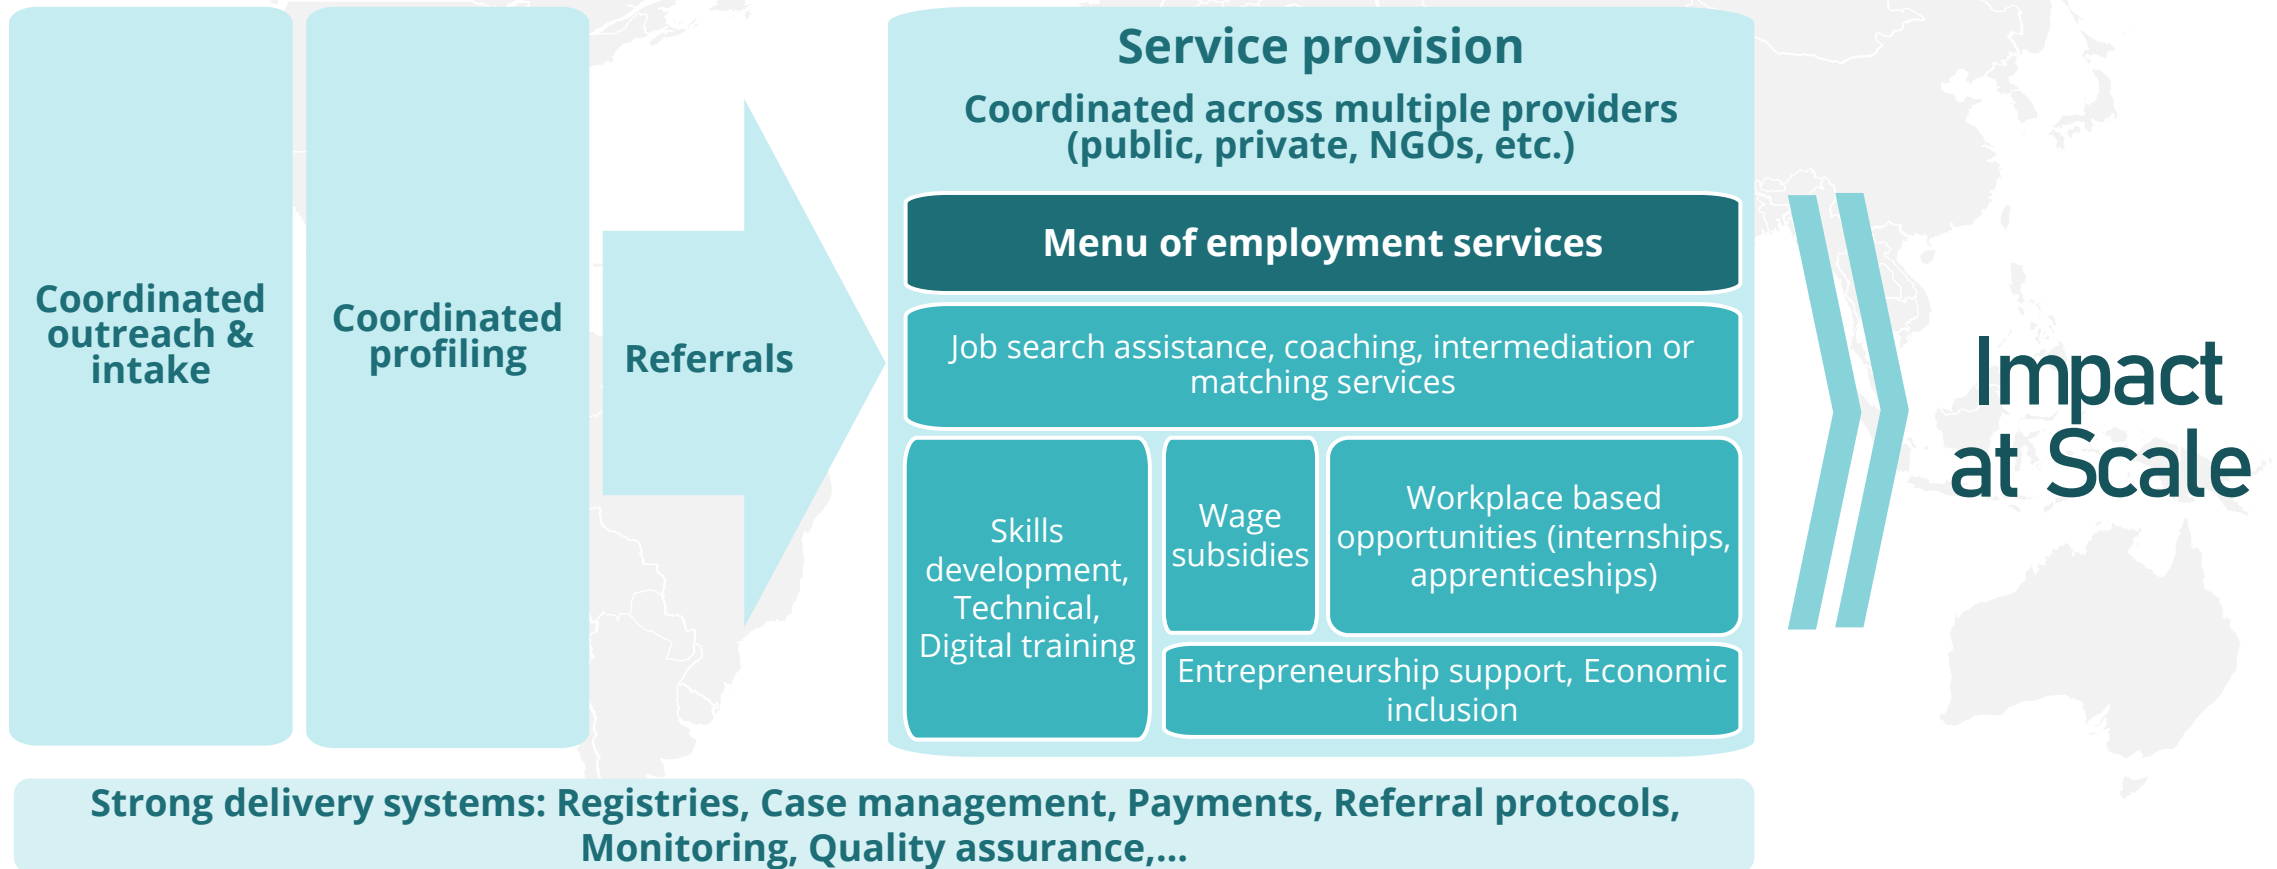 Coordinated
outreach &
intake
Coordinated
profiling
Referrals
Service provision
Coordinated across multiple providers
(public, private, NGOs, etc.)
Menu of employment services
Job search assistance, coaching, intermediation or
matching services
Skills
development,
Technical,
Digital training
Wage
subsidies
Workplace based
opportunities (internships,
apprenticeships)
Entrepreneurship support, Economic
inclusion
Impact
at Scale
Strong delivery systems: Registries, Case management, Payments, Referral protocols,
Monitoring, Quality assurance,...